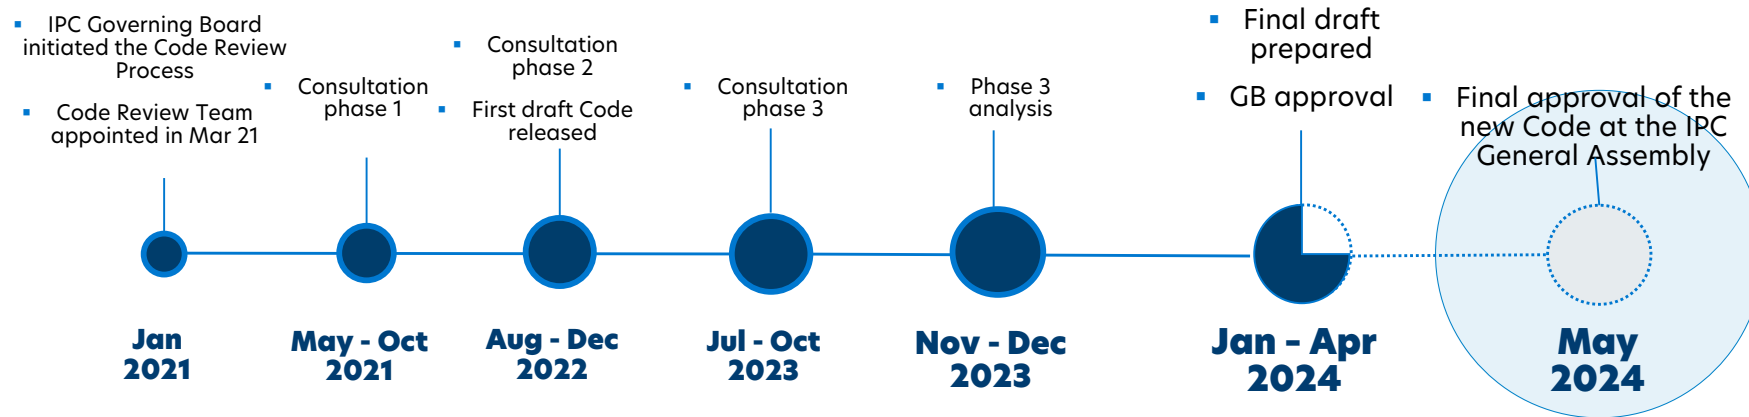 ▪ IPC Governing Board
initiated the Code Review
Process
▪ Code Review Team
appointed in Mar 21
Jan
2021
▪ Consultation
phase 1
May - Oct
2021
▪ Consultation
phase 2
▪ First draft Code
released
Aug - Dec
2022
▪ Consultation
phase 3
Jul - Oct
2023
▪ Phase 3
analysis
Nov - Dec
2023
▪ Final draft
prepared
▪ GB approval
Jan – Apr
2024
▪ Final approval of the
new Code at the IPC
General Assembly
May
2024